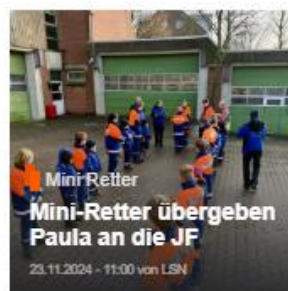 Mini Retter
Mini-Retter übergeben
Paula an die JF
23.11.2024 - 11:00 von LSN